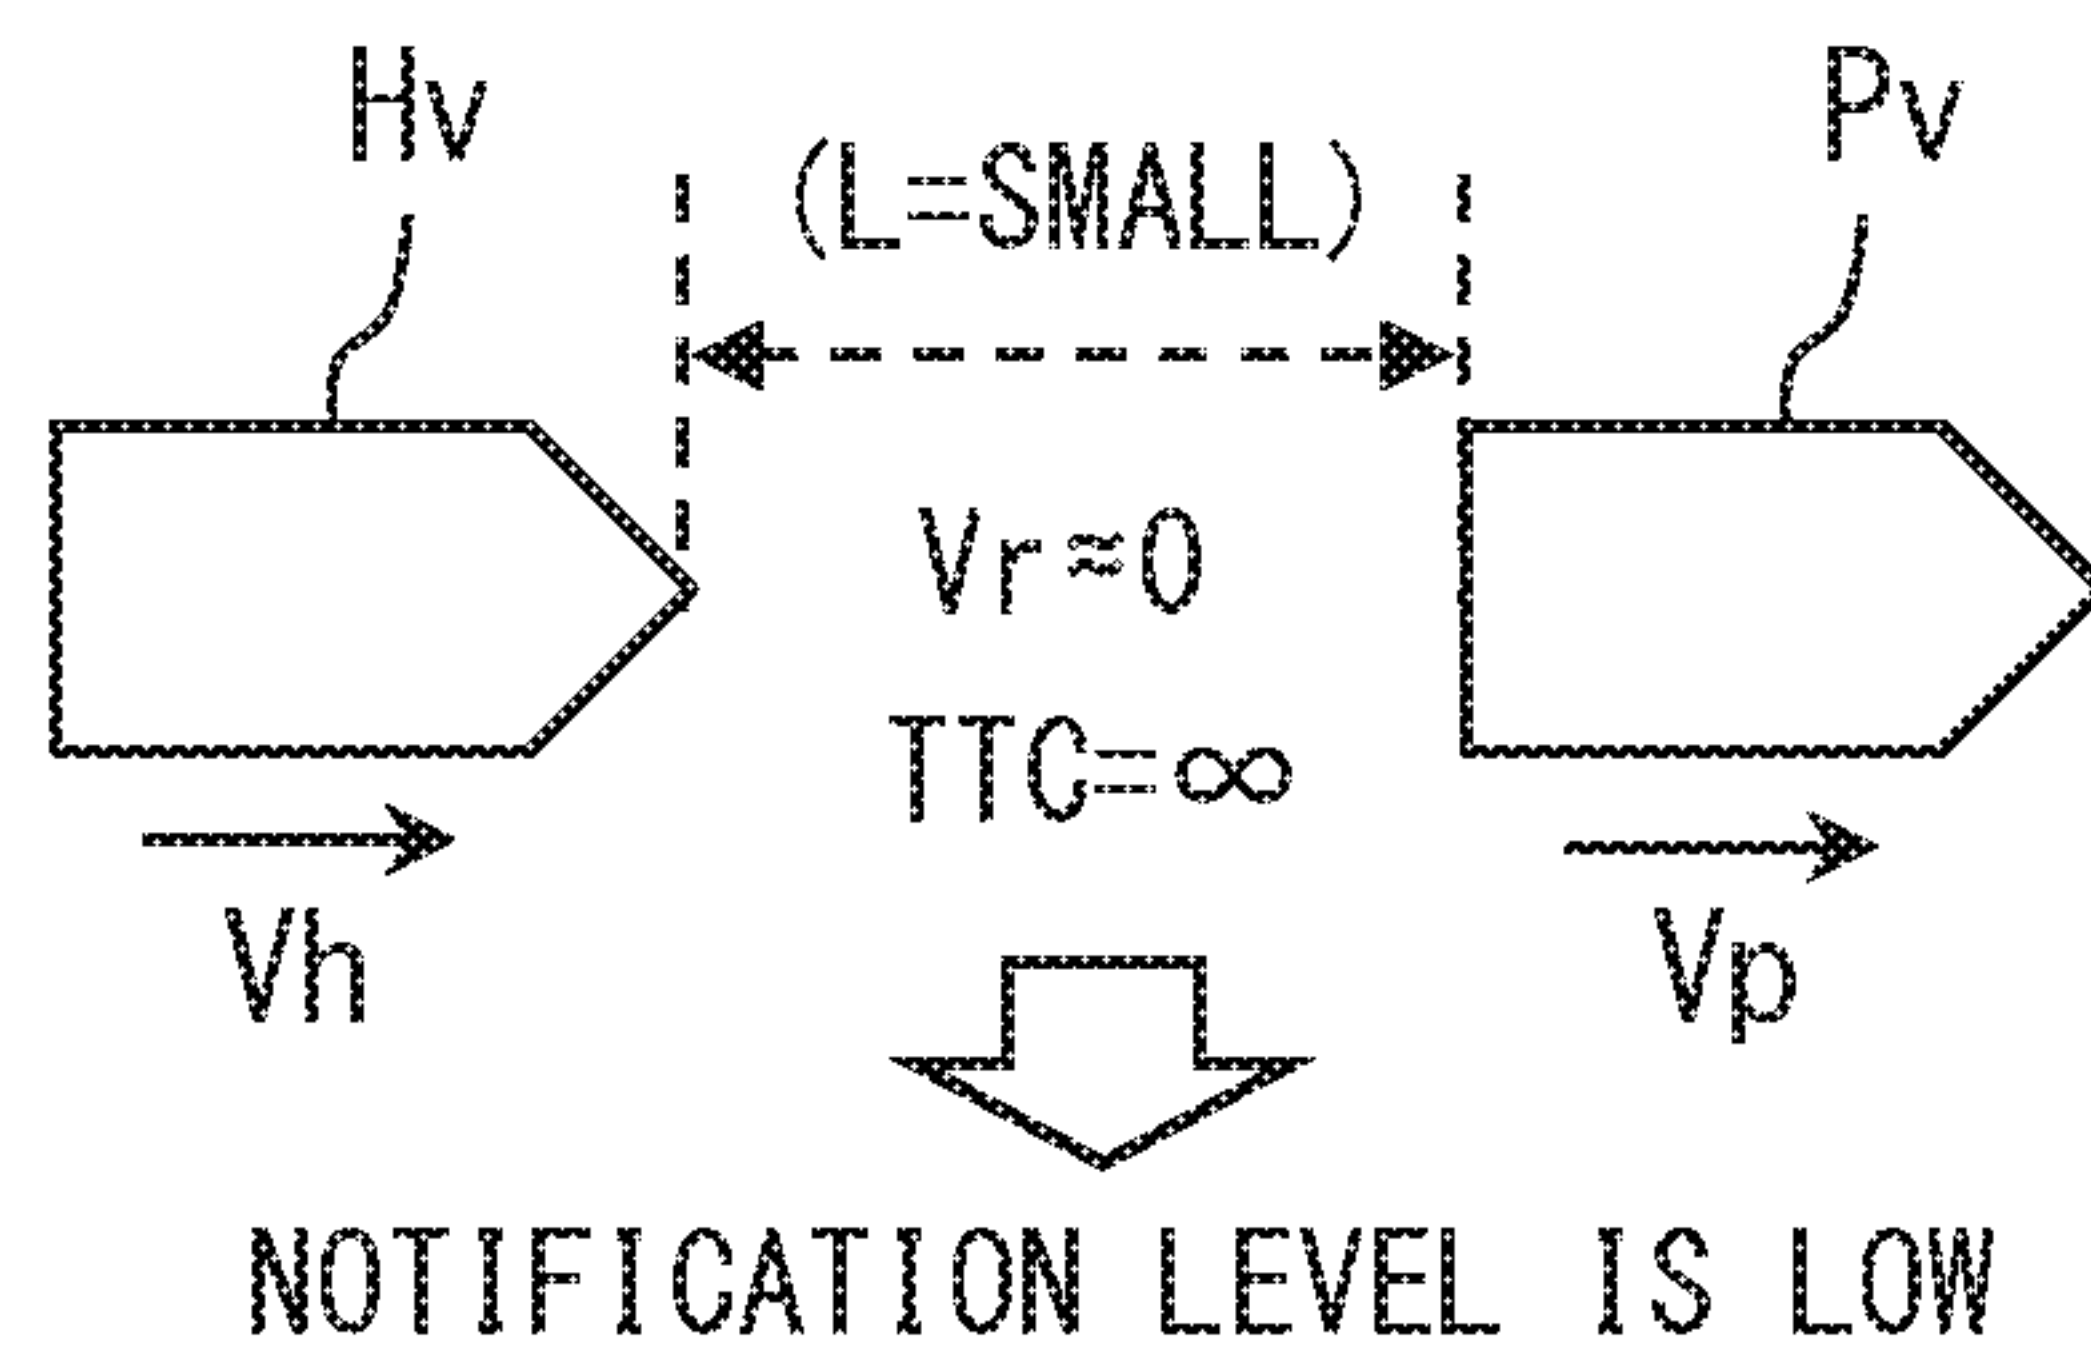 Hv
Pv
(L=SMALL)
Vr≈0
TTC=∞
Vh
Vp
NOTIFICATION LEVEL IS LOW